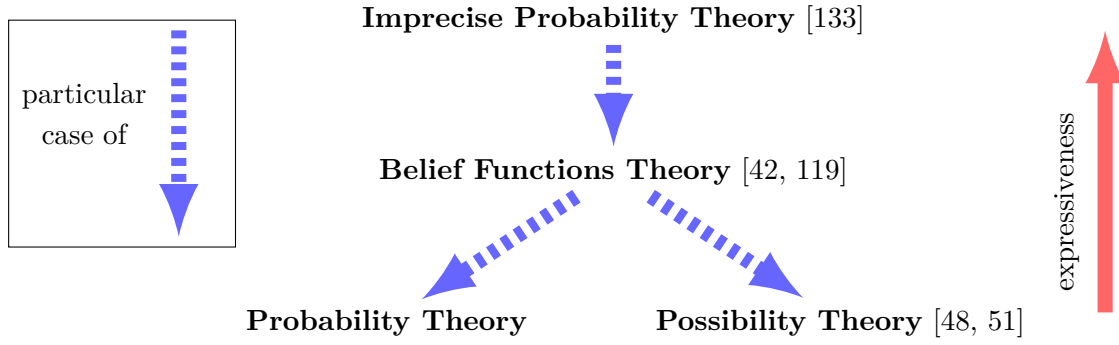 Imprecise Probability Theory [133]
particular
case of
Belief Functions Theory [42, 119]
expressiveness
Probability Theory
Possibility Theory [48, 51]